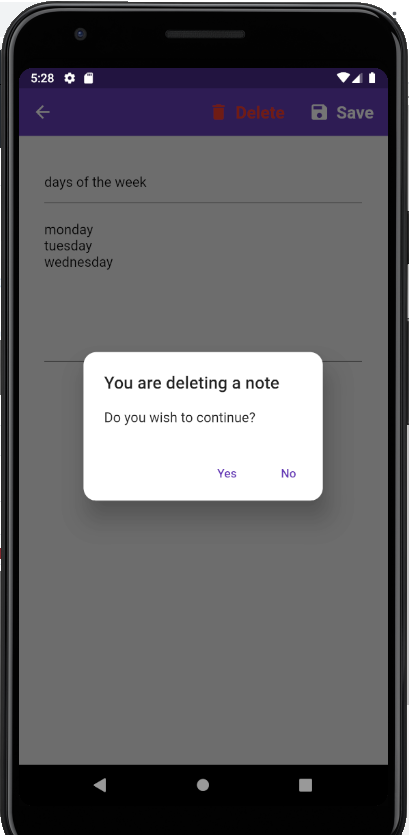 5:28
Delete Save
days of the week
monday
tuesday
wednesday
You are deleting a note
Do you wish to continue?
Yes No